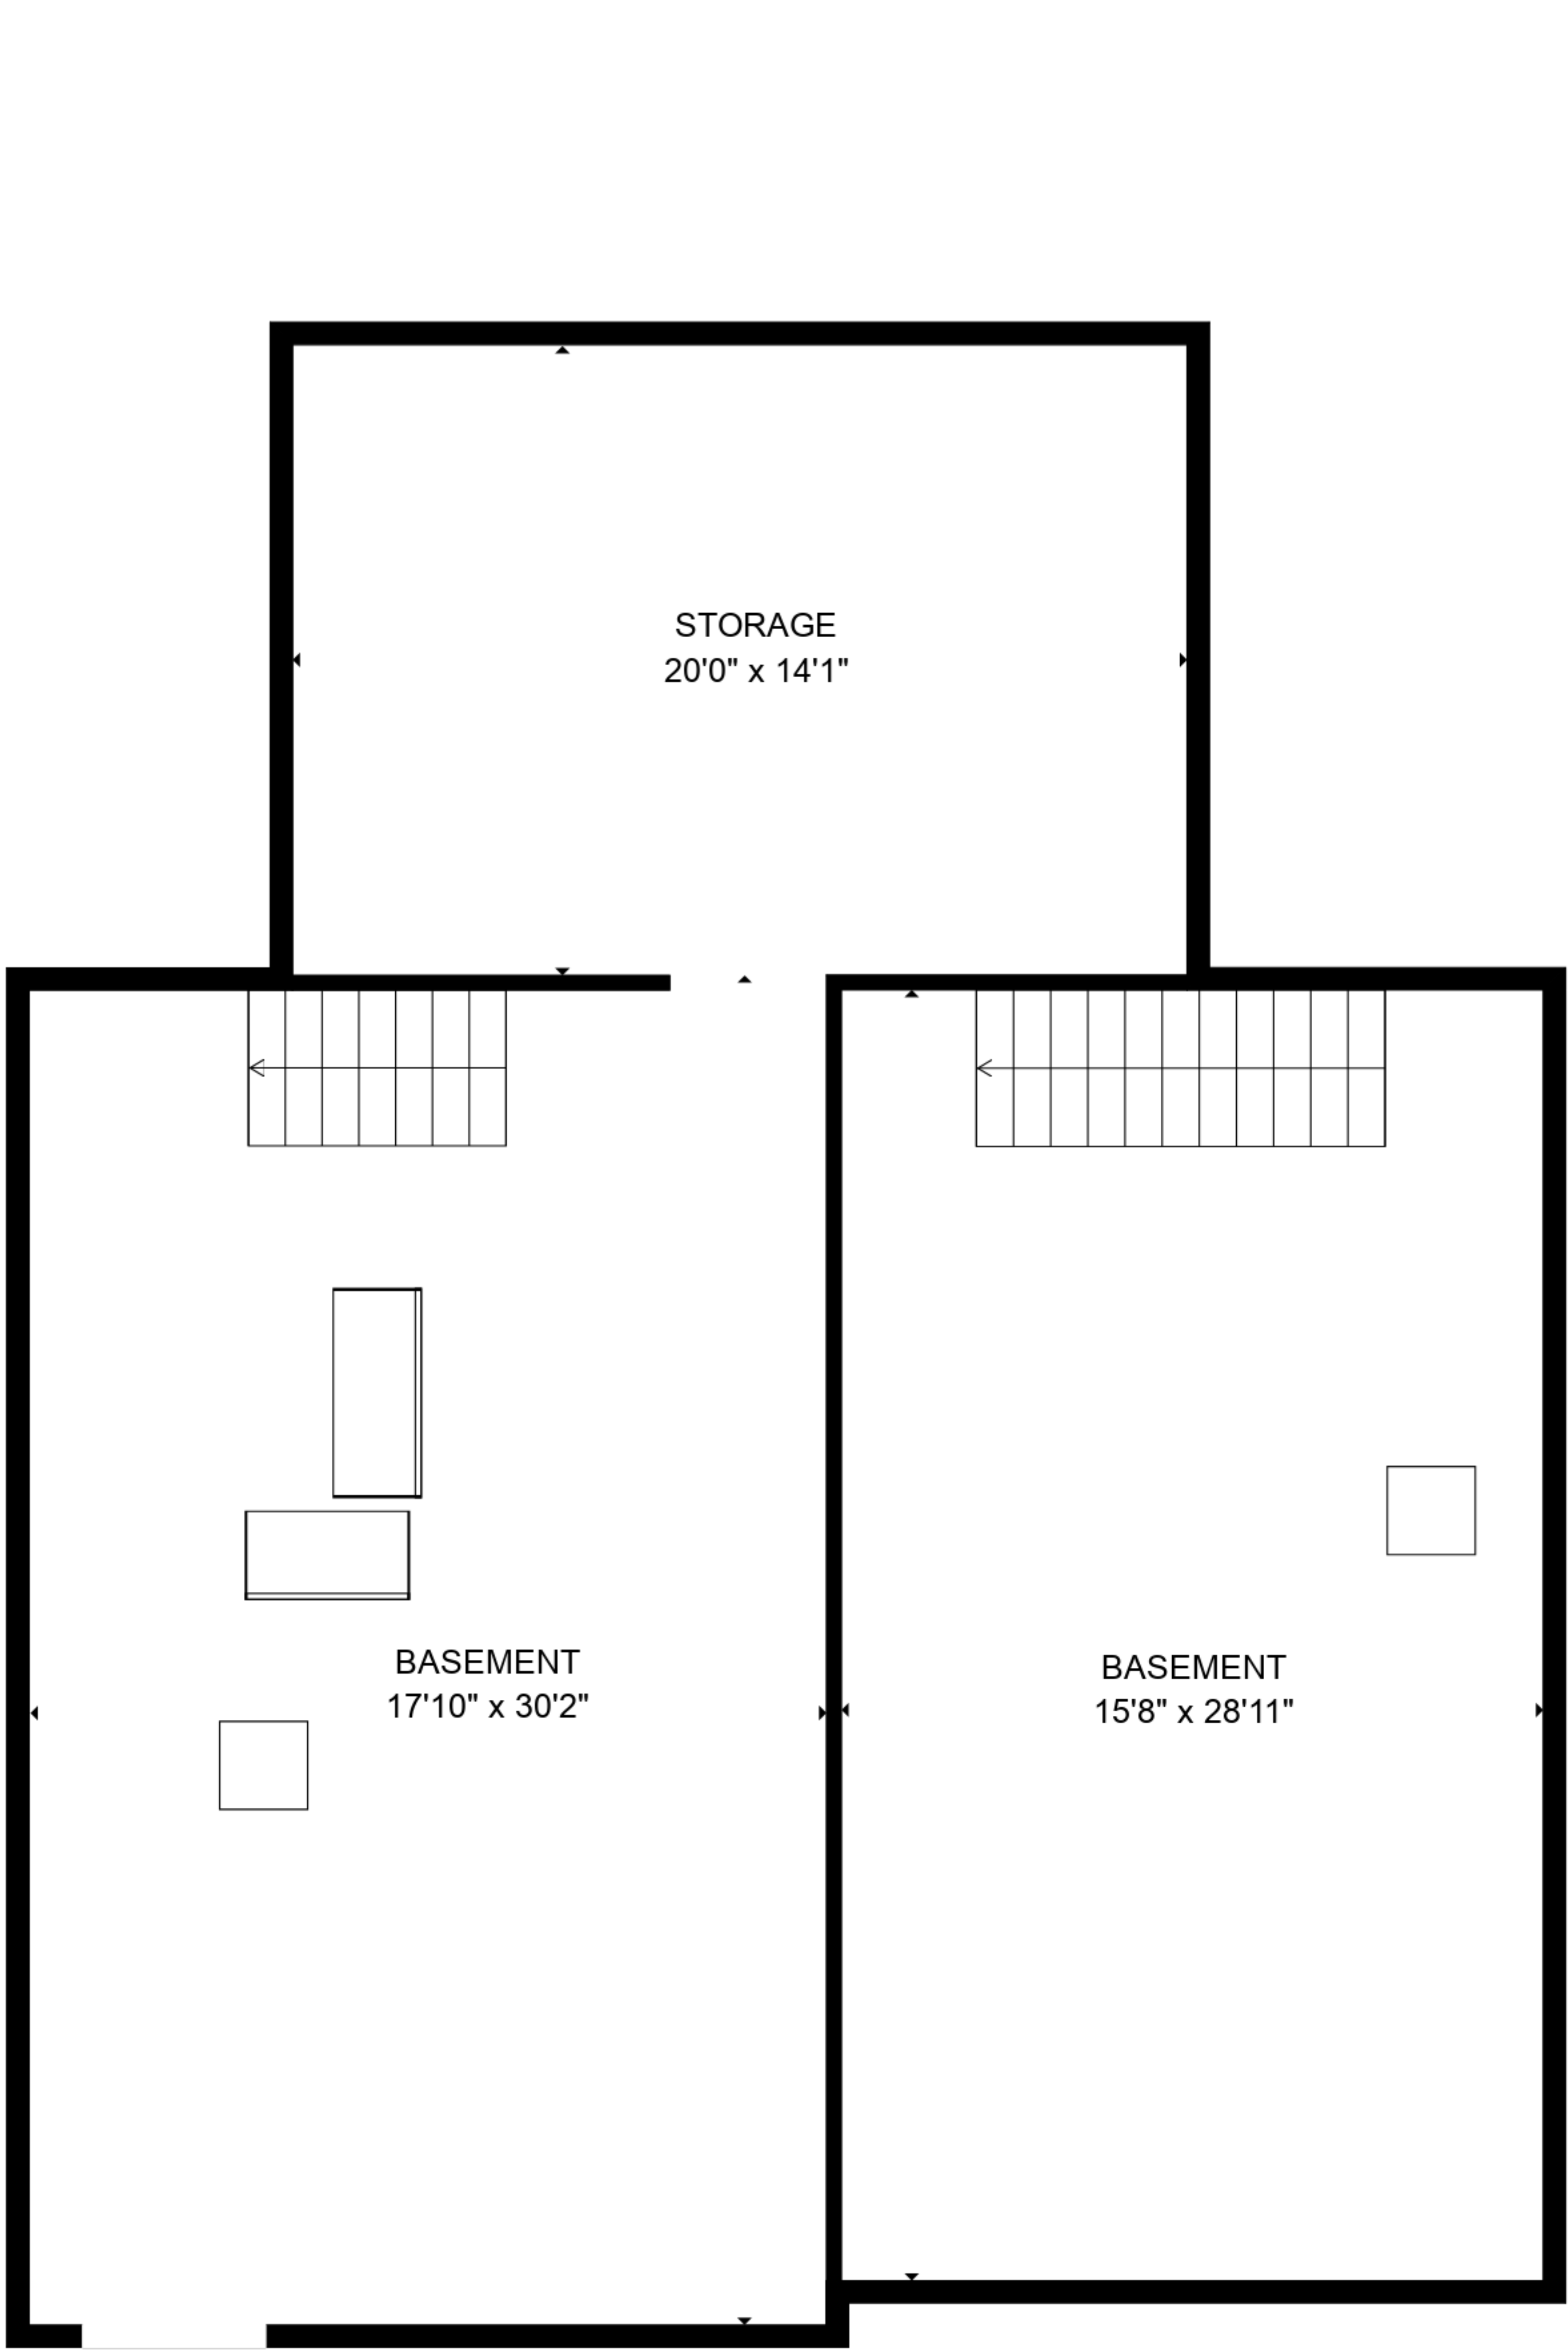 STORAGE
20'0" x 14'1"
BASEMENT
17'10" x 30'2"
BASEMENT
15'8" x 28'11"